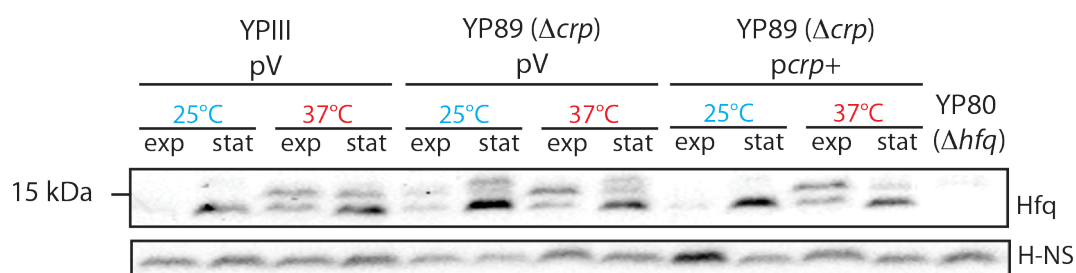 YPIII YP89 (Δcrp) YP89 (Δcrp)
pV pV pcrp+
25°C 37°C 25°C 37°C 25°C 37°C YP80
exp stat exp stat exp stat exp stat exp stat exp stat (Δhfq)
15 kDa
Hfq
H-NS